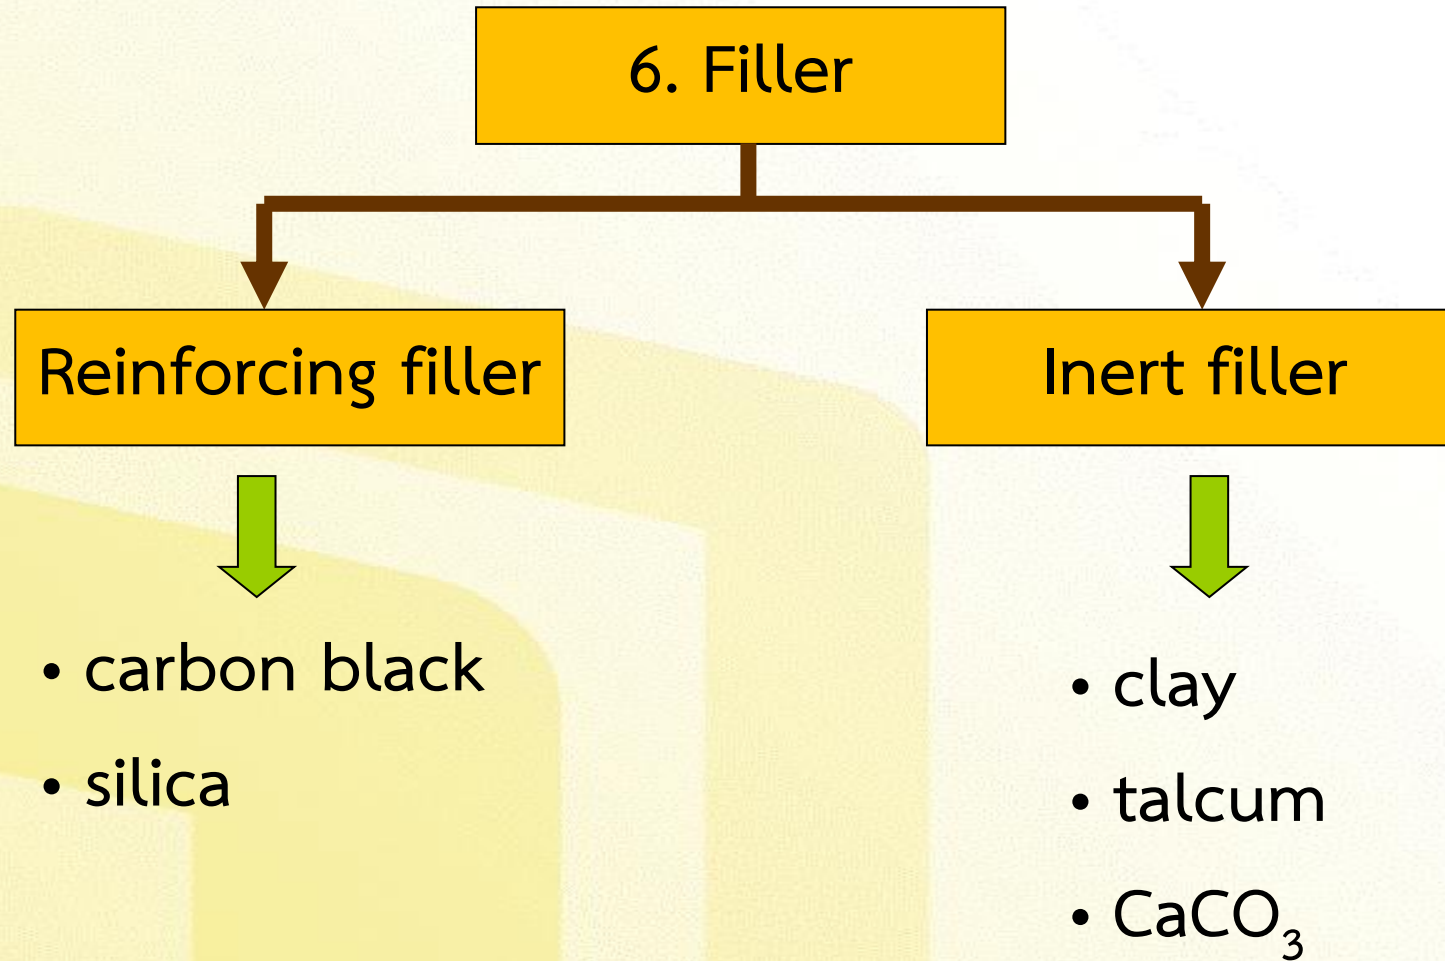 6. Filler
Reinforcing filler
Inert filler
• carbon black
• silica
• clay
• talcum
• CaCO₃